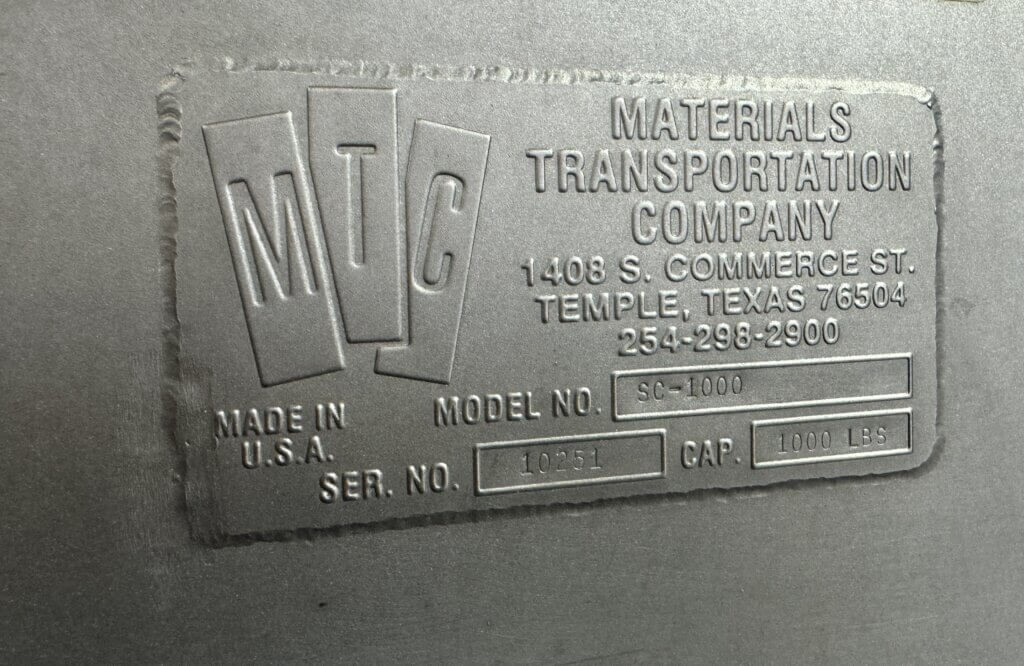 MTC
MATERIALS
TRANSPORTATION
COMPANY
1408 S. COMMERCE ST.
TEMPLE, TEXAS 76504
254-298-2900
MODEL NO. SC-1000
MADE IN
U.S.A.
SER. NO. 10251 CAP. 1000 LBS